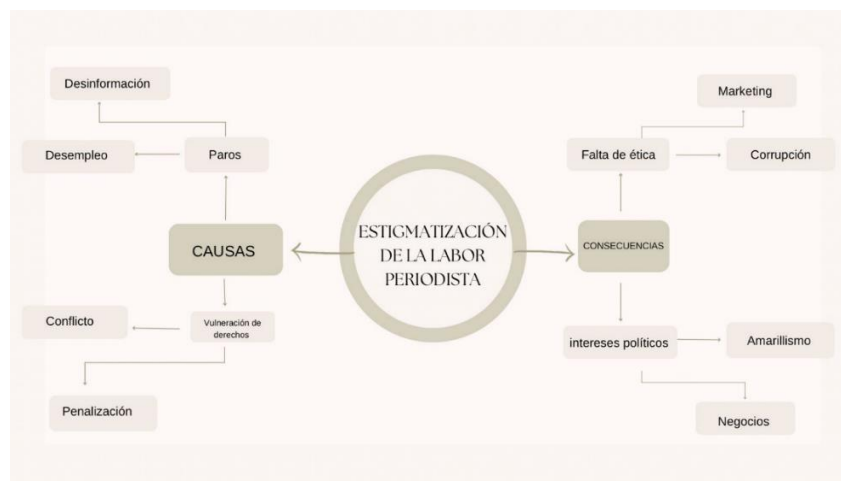 Desinformación
Desempleo
Paros
CAUSAS
Conflicto
Vulneración de
derechos
Penalización
ESTIGMATIZACIÓN
DE LA LABOR
PERIODISTA
Marketing
Falta de ética
Corrupción
CONSECUENCIAS
intereses políticos
Amarillismo
Negocios